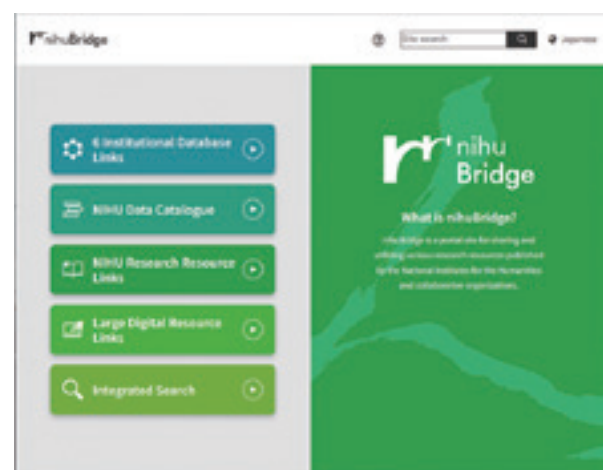 nihuBridge
Site search
Japanese
6 Institutional Database
Links
NIHU Data Catalogue
NIHU Research Resource
Links
Large Digital Resource
Links
Integrated Search
nihu
Bridge
What is nihuBridge?
nihuBridge is a portal site for sharing and
utilizing various research resources published
by the National Institutes for the Humanities
and collaborative organizations.